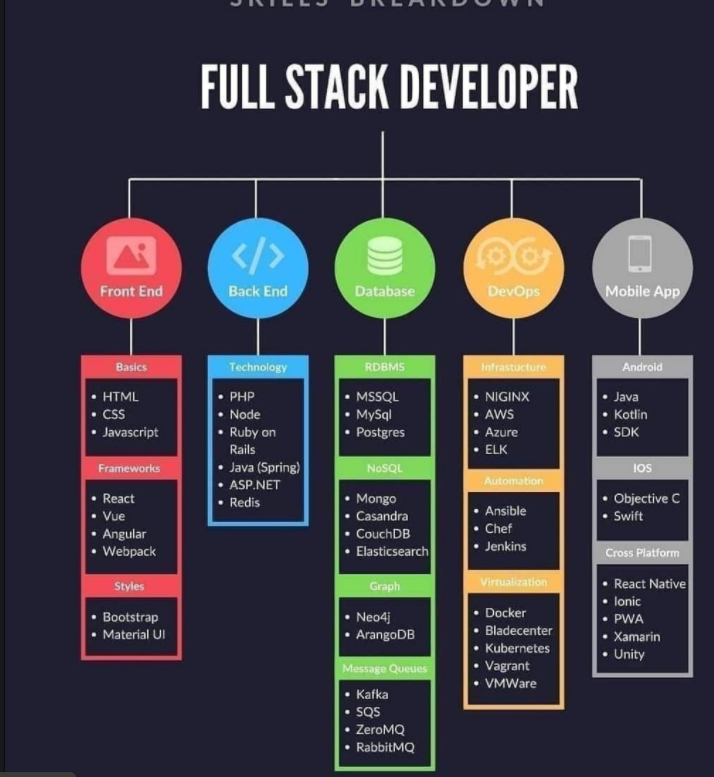 SKILLS BREAKDOWN
FULL STACK DEVELOPER
Front End
Basics
HTML
CSS
Javascript
Frameworks
React
Vue
Angular
Webpack
Styles
Bootstrap
Material UI
Back End
Technology
PHP
Node
Ruby on
Rails
Java (Spring)
ASP.NET
Redis
Database
RDBMS
MSSQL
MySql
Postgres
NoSQL
Mongo
Casandra
CouchDB
Elasticsearch
Graph
Neo4j
ArangoDB
Message Queues
Kafka
SQS
ZeroMQ
RabbitMQ
DevOps
Infrastucture
NIGINX
AWS
Azure
ELK
Automation
Ansible
Chef
Jenkins
Virtualization
Docker
Bladecenter
Kubernetes
Vagrant
VMWare
Mobile App
Android
Java
Kotlin
SDK
IOS
Objective C
Swift
Cross Platform
React Native
Ionic
PWA
Xamarin
Unity